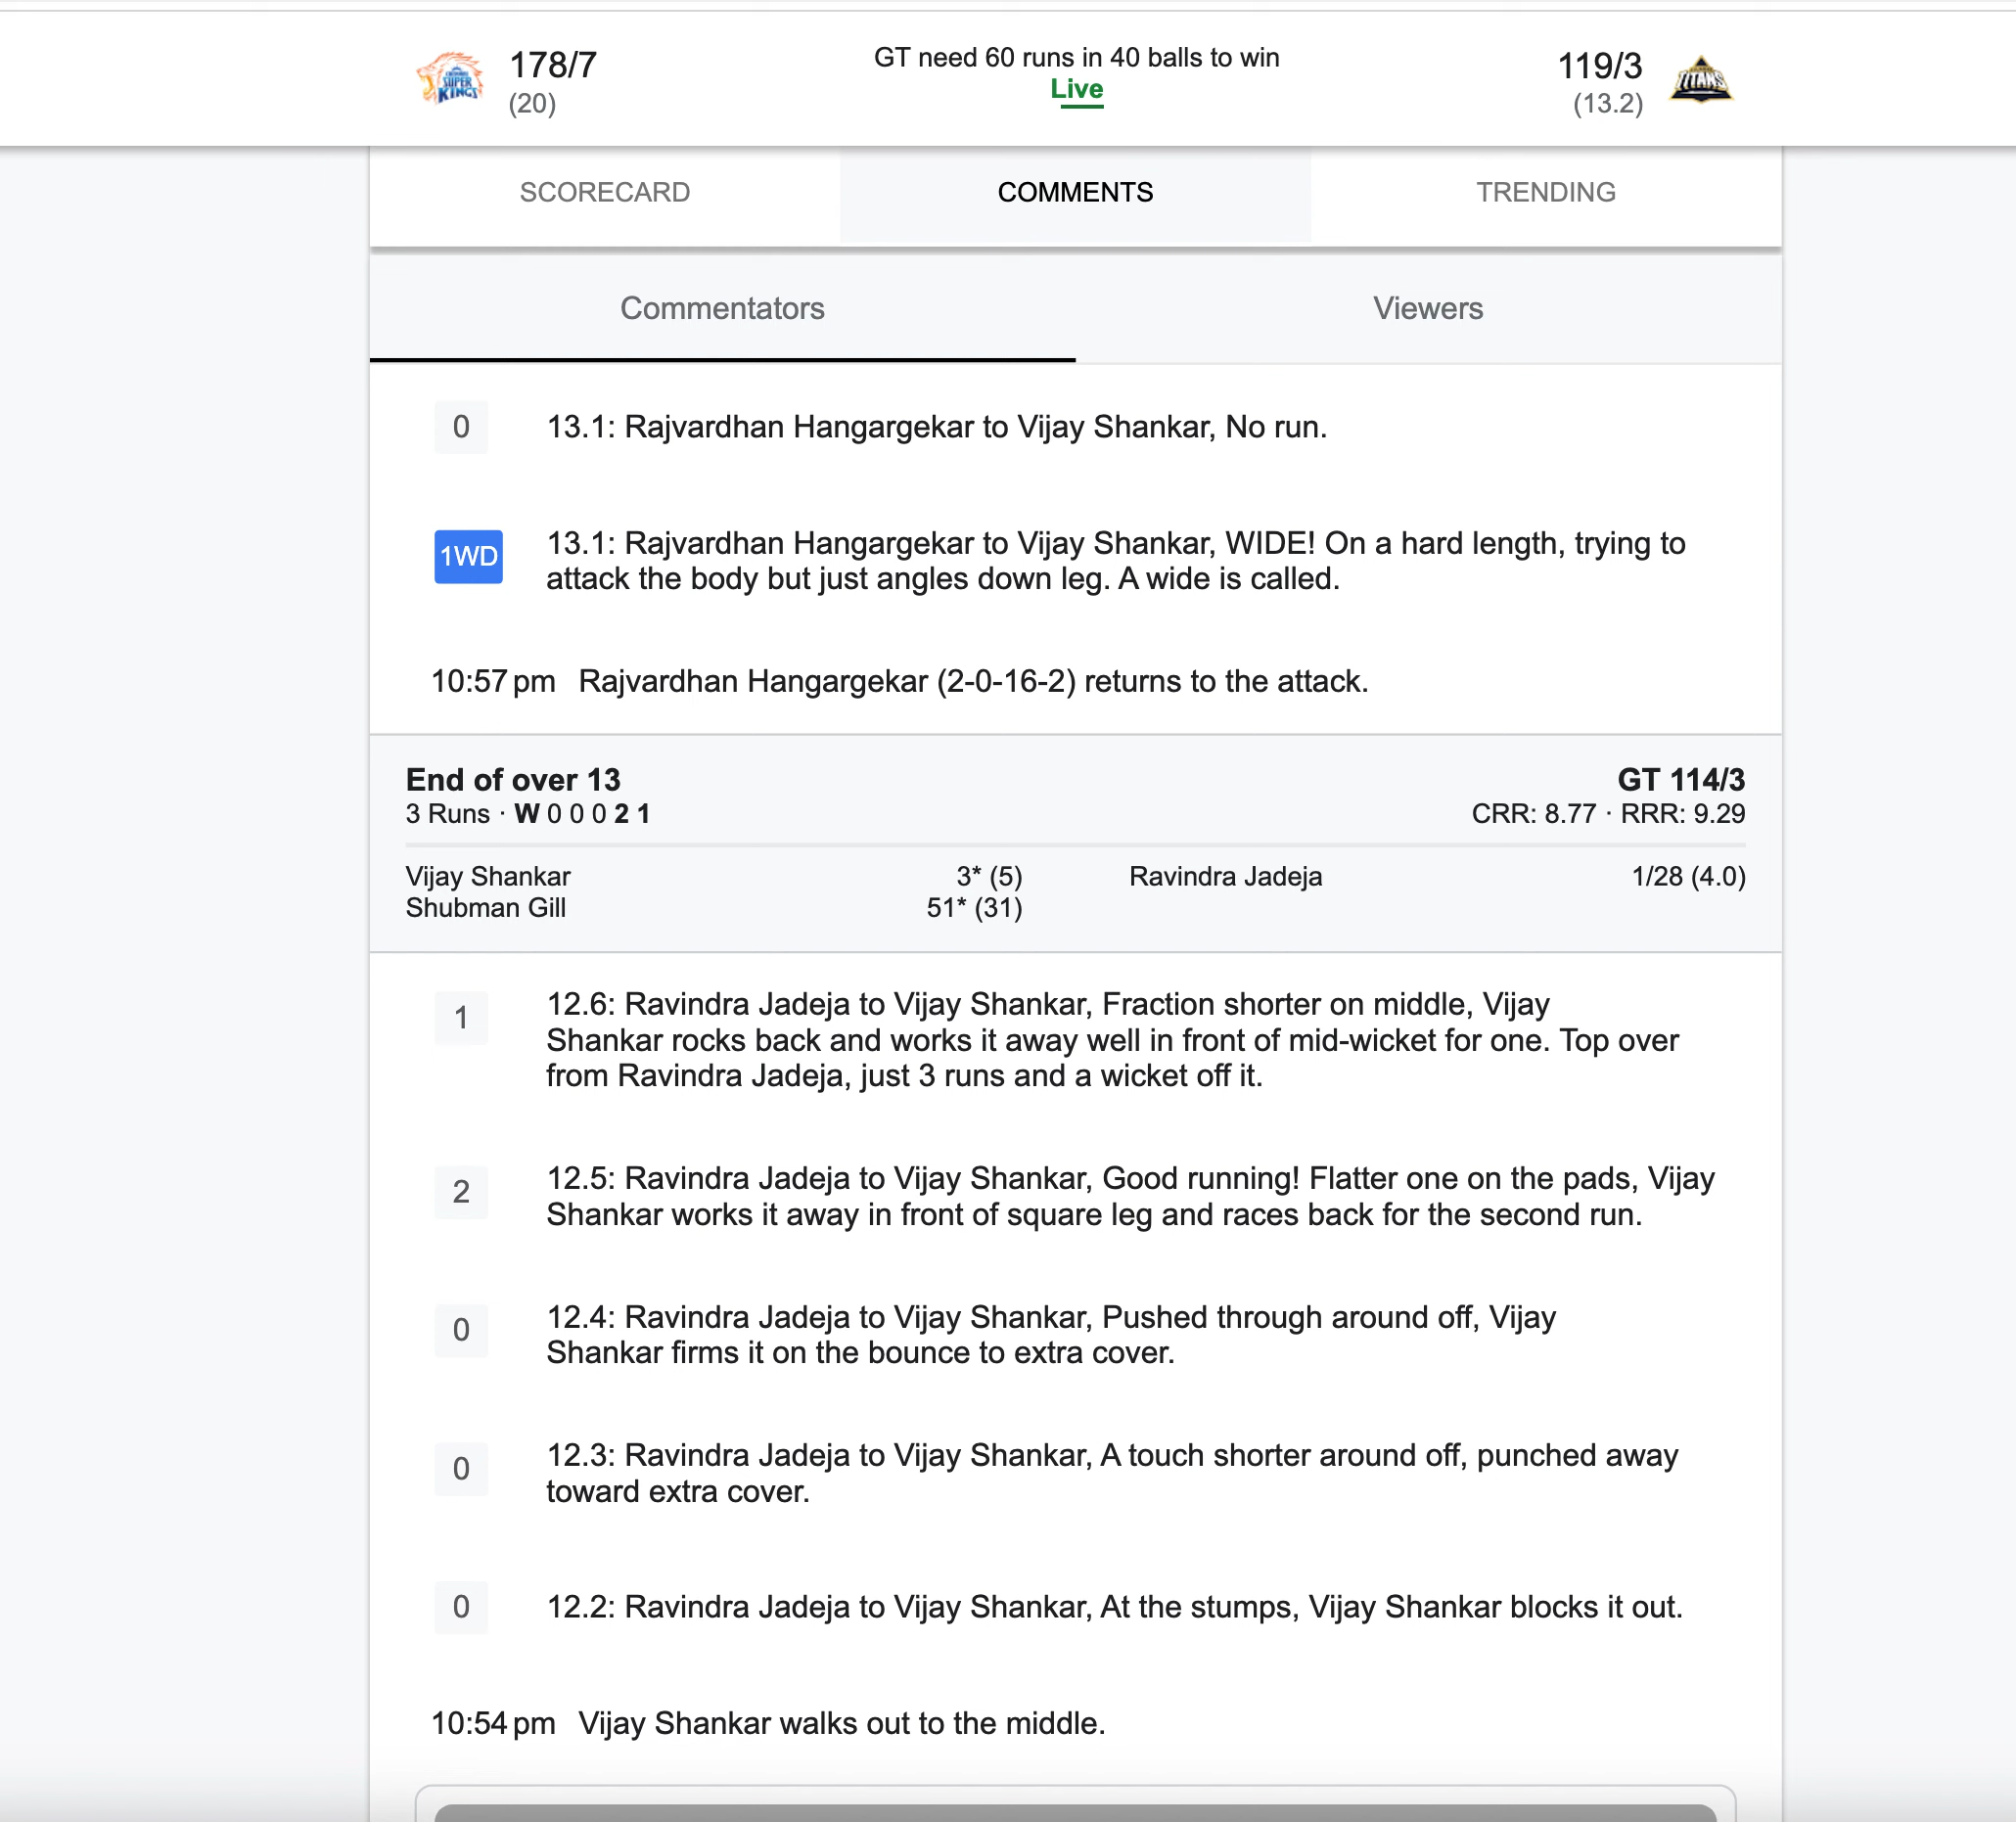 SUPER
KINGS
178/7
(20)
GT need 60 runs in 40 balls to win
Live
119/3
(13.2)
TITANS
SCORECARD
COMMENTS
TRENDING
Commentators
Viewers
0
13.1: Rajvardhan Hangargekar to Vijay Shankar, No run.
1WD
13.1: Rajvardhan Hangargekar to Vijay Shankar, WIDE! On a hard length, trying to
attack the body but just angles down leg. A wide is called.
10:57 pm Rajvardhan Hangargekar (2-0-16-2) returns to the attack.
End of over 13
GT 114/3
3 Runs · W 0 0 0 2 1
CRR: 8.77 · RRR: 9.29
Vijay Shankar 3* (5)
Ravindra Jadeja 1/28 (4.0)
Shubman Gill 51* (31)
1
12.6: Ravindra Jadeja to Vijay Shankar, Fraction shorter on middle, Vijay
Shankar rocks back and works it away well in front of mid-wicket for one. Top over
from Ravindra Jadeja, just 3 runs and a wicket off it.
2
12.5: Ravindra Jadeja to Vijay Shankar, Good running! Flatter one on the pads, Vijay
Shankar works it away in front of square leg and races back for the second run.
0
12.4: Ravindra Jadeja to Vijay Shankar, Pushed through around off, Vijay
Shankar firms it on the bounce to extra cover.
0
12.3: Ravindra Jadeja to Vijay Shankar, A touch shorter around off, punched away
toward extra cover.
0
12.2: Ravindra Jadeja to Vijay Shankar, At the stumps, Vijay Shankar blocks it out.
10:54 pm Vijay Shankar walks out to the middle.